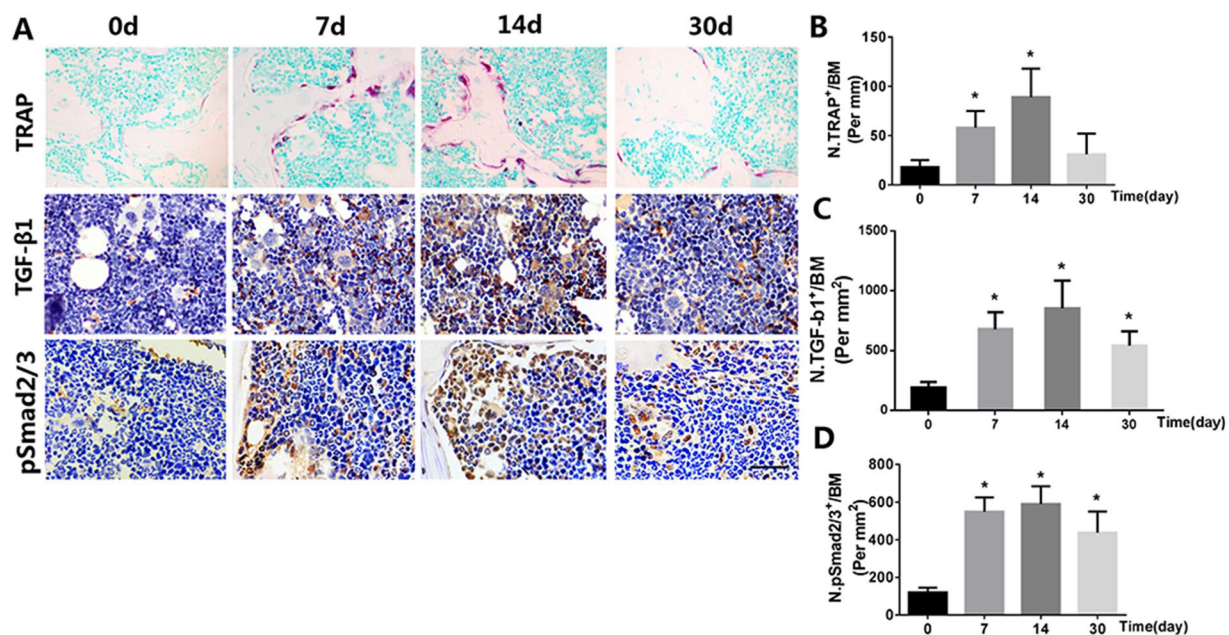 A
0d 7d 14d 30d
TRAP
TGF-β1
pSmad2/3
B
N.TRAP⁺/BM
(Per mm)
150
100
50
0
0 7 14 30 Time(day)
* *
C
N.TGF-b1⁺/BM
(Per mm²)
1500
1000
500
0
0 7 14 30 Time(day)
* * *
D
N.pSmad2/3⁺/BM
(Per mm²)
800
600
400
200
0
0 7 14 30 Time(day)
* * *